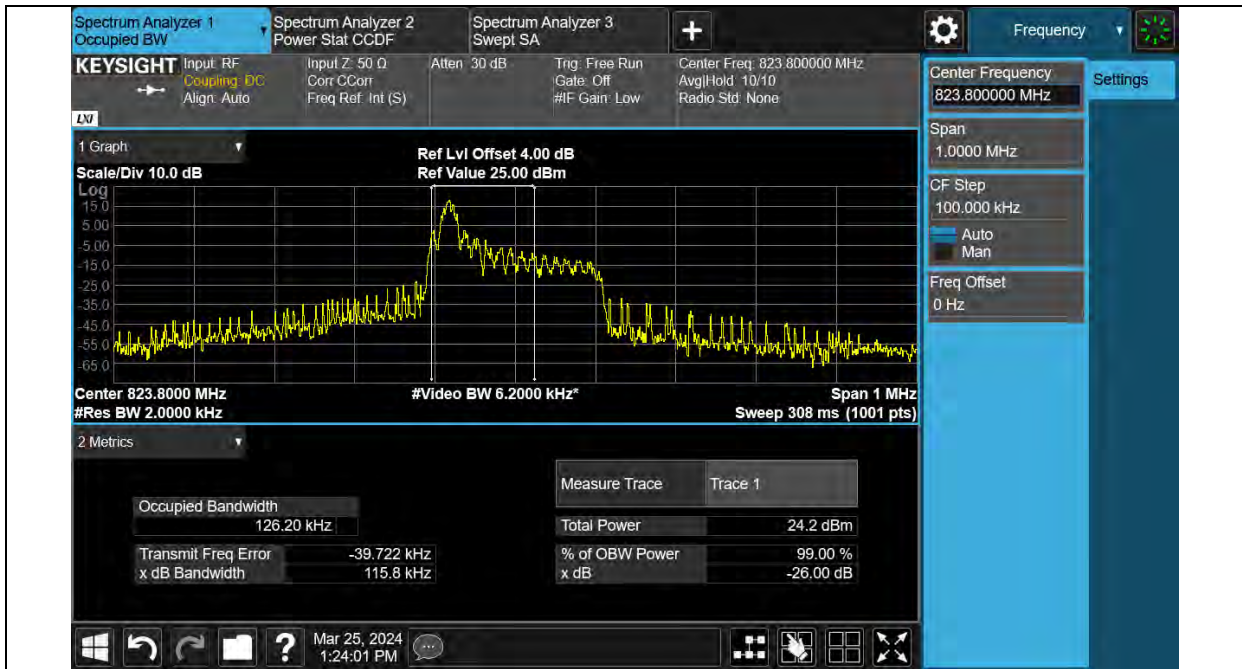 Spectrum Analyzer 1
Occupied BW
Spectrum Analyzer 2
Power Stat CCDF
Spectrum Analyzer 3
Swept SA
Frequency
KEYSIGHT
Input: RF
Coupling: DC
Align: Auto
Input Z: 50 Ω
Corr CCorr
Freq Ref: Int (S)
Atten: 30 dB
Trig: Free Run
Gate: Off
#IF Gain: Low
Center Freq: 823.800000 MHz
Avg|Hold: 10/10
Radio Std: None
LXI
Center Frequency
823.800000 MHz
Settings
Span
1.0000 MHz
CF Step
100.000 kHz
Auto
Man
Freq Offset
0 Hz
1 Graph
Scale/Div 10.0 dB
Ref Lvl Offset 4.00 dB
Ref Value 25.00 dBm
Log
15.0
5.00
-5.00
-15.0
-25.0
-35.0
-45.0
-55.0
-65.0
Center 823.8000 MHz
#Video BW 6.2000 kHz*
Span 1 MHz
#Res BW 2.0000 kHz
Sweep 308 ms (1001 pts)
2 Metrics
Measure Trace
Trace 1
Occupied Bandwidth
126.20 kHz
Total Power
24.2 dBm
Transmit Freq Error
-39.722 kHz
% of OBW Power
99.00 %
x dB Bandwidth
115.8 kHz
x dB
-26.00 dB
?
Mar 25, 2024
1:24:01 PM